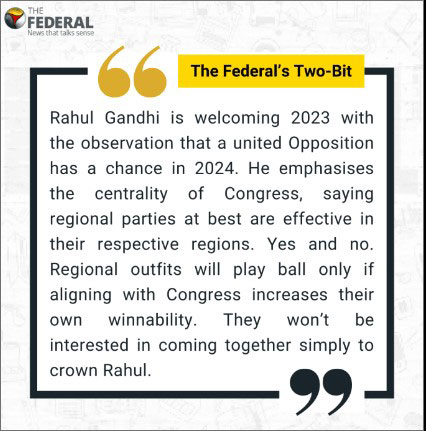 THE
FEDERAL
News that talks sense
The Federal's Two-Bit
Rahul Gandhi is welcoming 2023 with
the observation that a united Opposition
has a chance in 2024. He emphasises
the centrality of Congress, saying
regional parties at best are effective in
their respective regions. Yes and no.
Regional outfits will play ball only if
aligning with Congress increases their
own winnability. They won't be
interested in coming together simply to
crown Rahul.